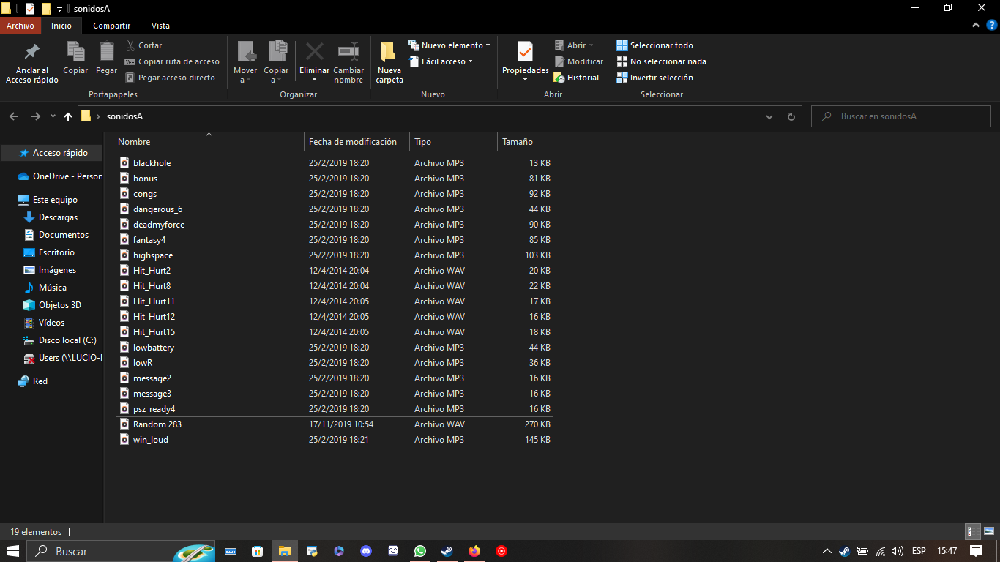 sonidosA
Archivo Inicio Compartir Vista
Anclar al Acceso rápido
Copiar
Pegar
Cortar
Copiar ruta de acceso
Pegar acceso directo
Portapapeles
Mover a
Copiar a
Eliminar
Cambiar nombre
Organizar
Nueva carpeta
Nuevo elemento
Fácil acceso
Nuevo
Propiedades
Abrir
Modificar
Historial
Abrir
Seleccionar todo
No seleccionar nada
Invertir selección
Seleccionar
sonidosA
Buscar en sonidosA
Acceso rápido
OneDrive - Person
Este equipo
Descargas
Documentos
Escritorio
Imágenes
Música
Objetos 3D
Vídeos
Disco local (C:)
Users (\\LUCIO-
Red
Nombre Fecha de modificación Tipo Tamaño
blackhole 25/2/2019 18:20 Archivo MP3 13 KB
bonus 25/2/2019 18:20 Archivo MP3 81 KB
congs 25/2/2019 18:20 Archivo MP3 92 KB
dangerous_6 25/2/2019 18:20 Archivo MP3 44 KB
deadmyforce 25/2/2019 18:20 Archivo MP3 90 KB
fantasy4 25/2/2019 18:20 Archivo MP3 85 KB
highspace 25/2/2019 18:20 Archivo MP3 103 KB
Hit_Hurt2 12/4/2014 20:04 Archivo WAV 20 KB
Hit_Hurt8 12/4/2014 20:04 Archivo WAV 22 KB
Hit_Hurt11 12/4/2014 20:05 Archivo WAV 17 KB
Hit_Hurt12 12/4/2014 20:05 Archivo WAV 16 KB
Hit_Hurt15 12/4/2014 20:05 Archivo WAV 18 KB
lowbattery 25/2/2019 18:20 Archivo MP3 44 KB
lowR 25/2/2019 18:20 Archivo MP3 36 KB
message2 25/2/2019 18:20 Archivo MP3 16 KB
message3 25/2/2019 18:20 Archivo MP3 16 KB
psz_ready4 25/2/2019 18:20 Archivo MP3 16 KB
Random 283 17/11/2019 10:54 Archivo WAV 270 KB
win_loud 25/2/2019 18:21 Archivo MP3 145 KB
19 elementos
Buscar
ESP
15:47